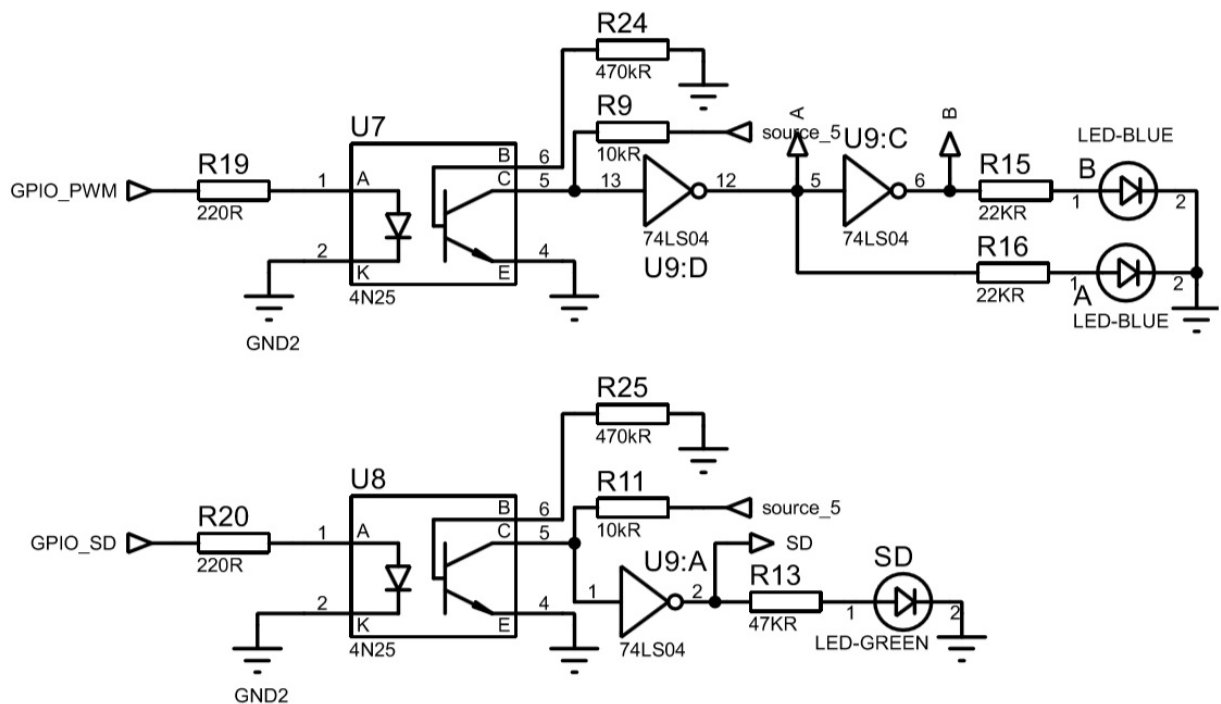 R24
470kR
R9
source_5
10kR
A
B
U7
U9:C
LED-BLUE
B
6
B
GPIO_PWM
R19
220R
1
A
C
5
13
12
5
6
R15
22KR
1
2
74LS04
U9:D
74LS04
2
K
E
4
4N25
R16
22KR
1
A
2
LED-BLUE
GND2
R25
470kR
U8
R11
source_5
10kR
B
6
GPIO_SD
R20
220R
1
A
C
5
SD
U9:A
SD
1
2
R13
47KR
1
2
74LS04
LED-GREEN
2
K
E
4
4N25
GND2